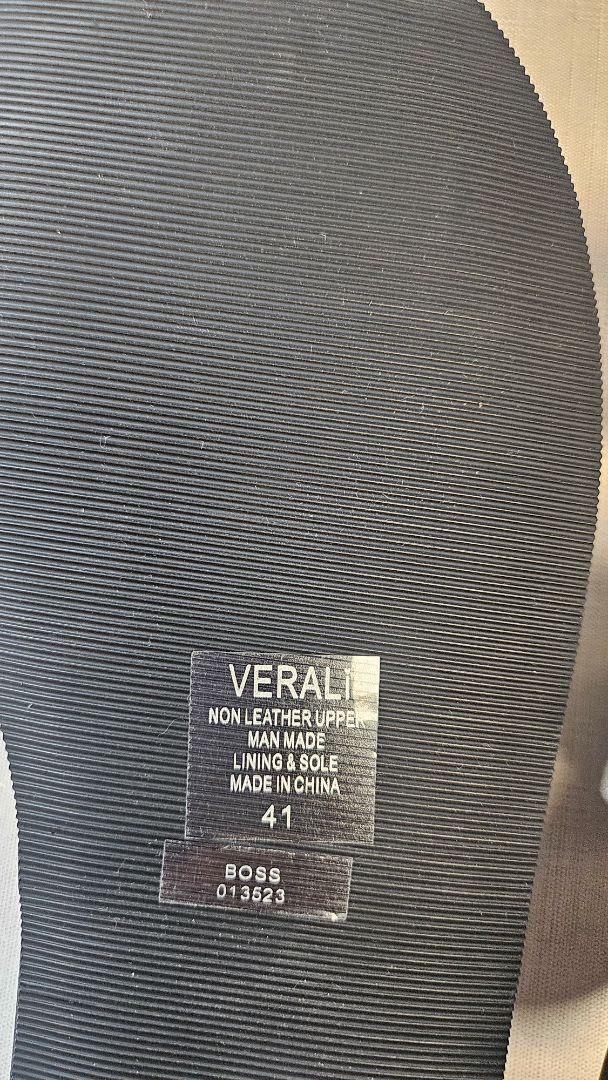 VERALi
NON LEATHER UPPER
MAN MADE
LINING & SOLE
MADE IN CHINA
41
BOSS
013523